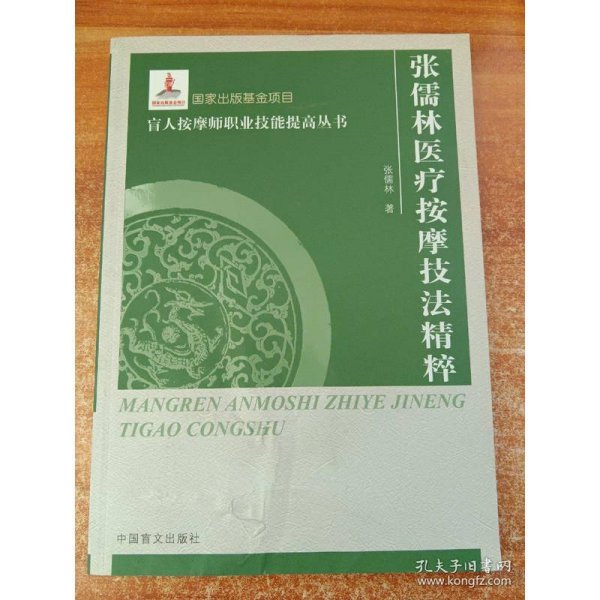 国家出版基金项目
盲人按摩师职业技能提高丛书
张儒林医疗按摩技法精粹
张儒林 著
MANGREN ANMOSHI ZHIYE JINENG
TIGAO CONGSHU
中国盲文出版社
孔夫子旧书网
www.kongfz.com